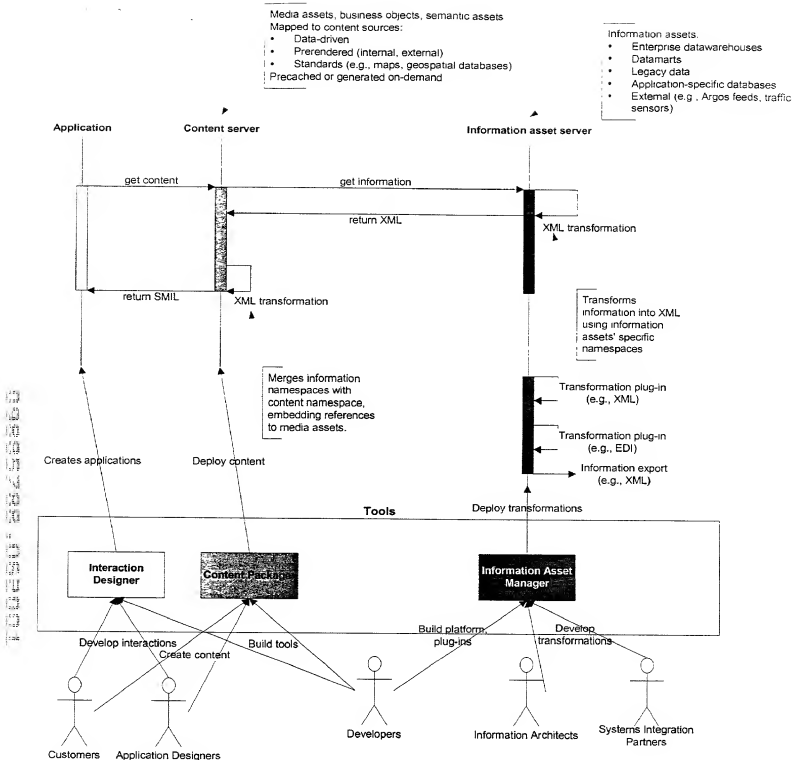 Media assets, business objects, semantic assets
Mapped to content sources:
• Data-driven
• Prerendered (internal, external)
• Standards (e.g., maps, geospatial databases)
Precached or generated on-demand
Information assets.
• Enterprise datawarehouses
• Datamarts
• Legacy data
• Application-specific databases
• External (e.g , Argos feeds, traffic
sensors)
Application
Content server
Information asset server
get content
get information
return XML
XML transformation
return SMIL
XML transformation
Transforms
information into XML
using information
assets' specific
namespaces
Merges information
namespaces with
content namespace,
embedding references
to media assets.
Transformation plug-in
(e.g., XML)
Transformation plug-in
(e.g., EDI)
Information export
(e.g., XML)
Creates applications
Deploy content
Deploy transformations
Tools
Interaction
Designer
Content Packager
Information Asset
Manager
Develop interactions
Create content
Build tools
Build platform,
plug-ins
Develop
transformations
Customers
Application Designers
Developers
Information Architects
Systems Integration
Partners